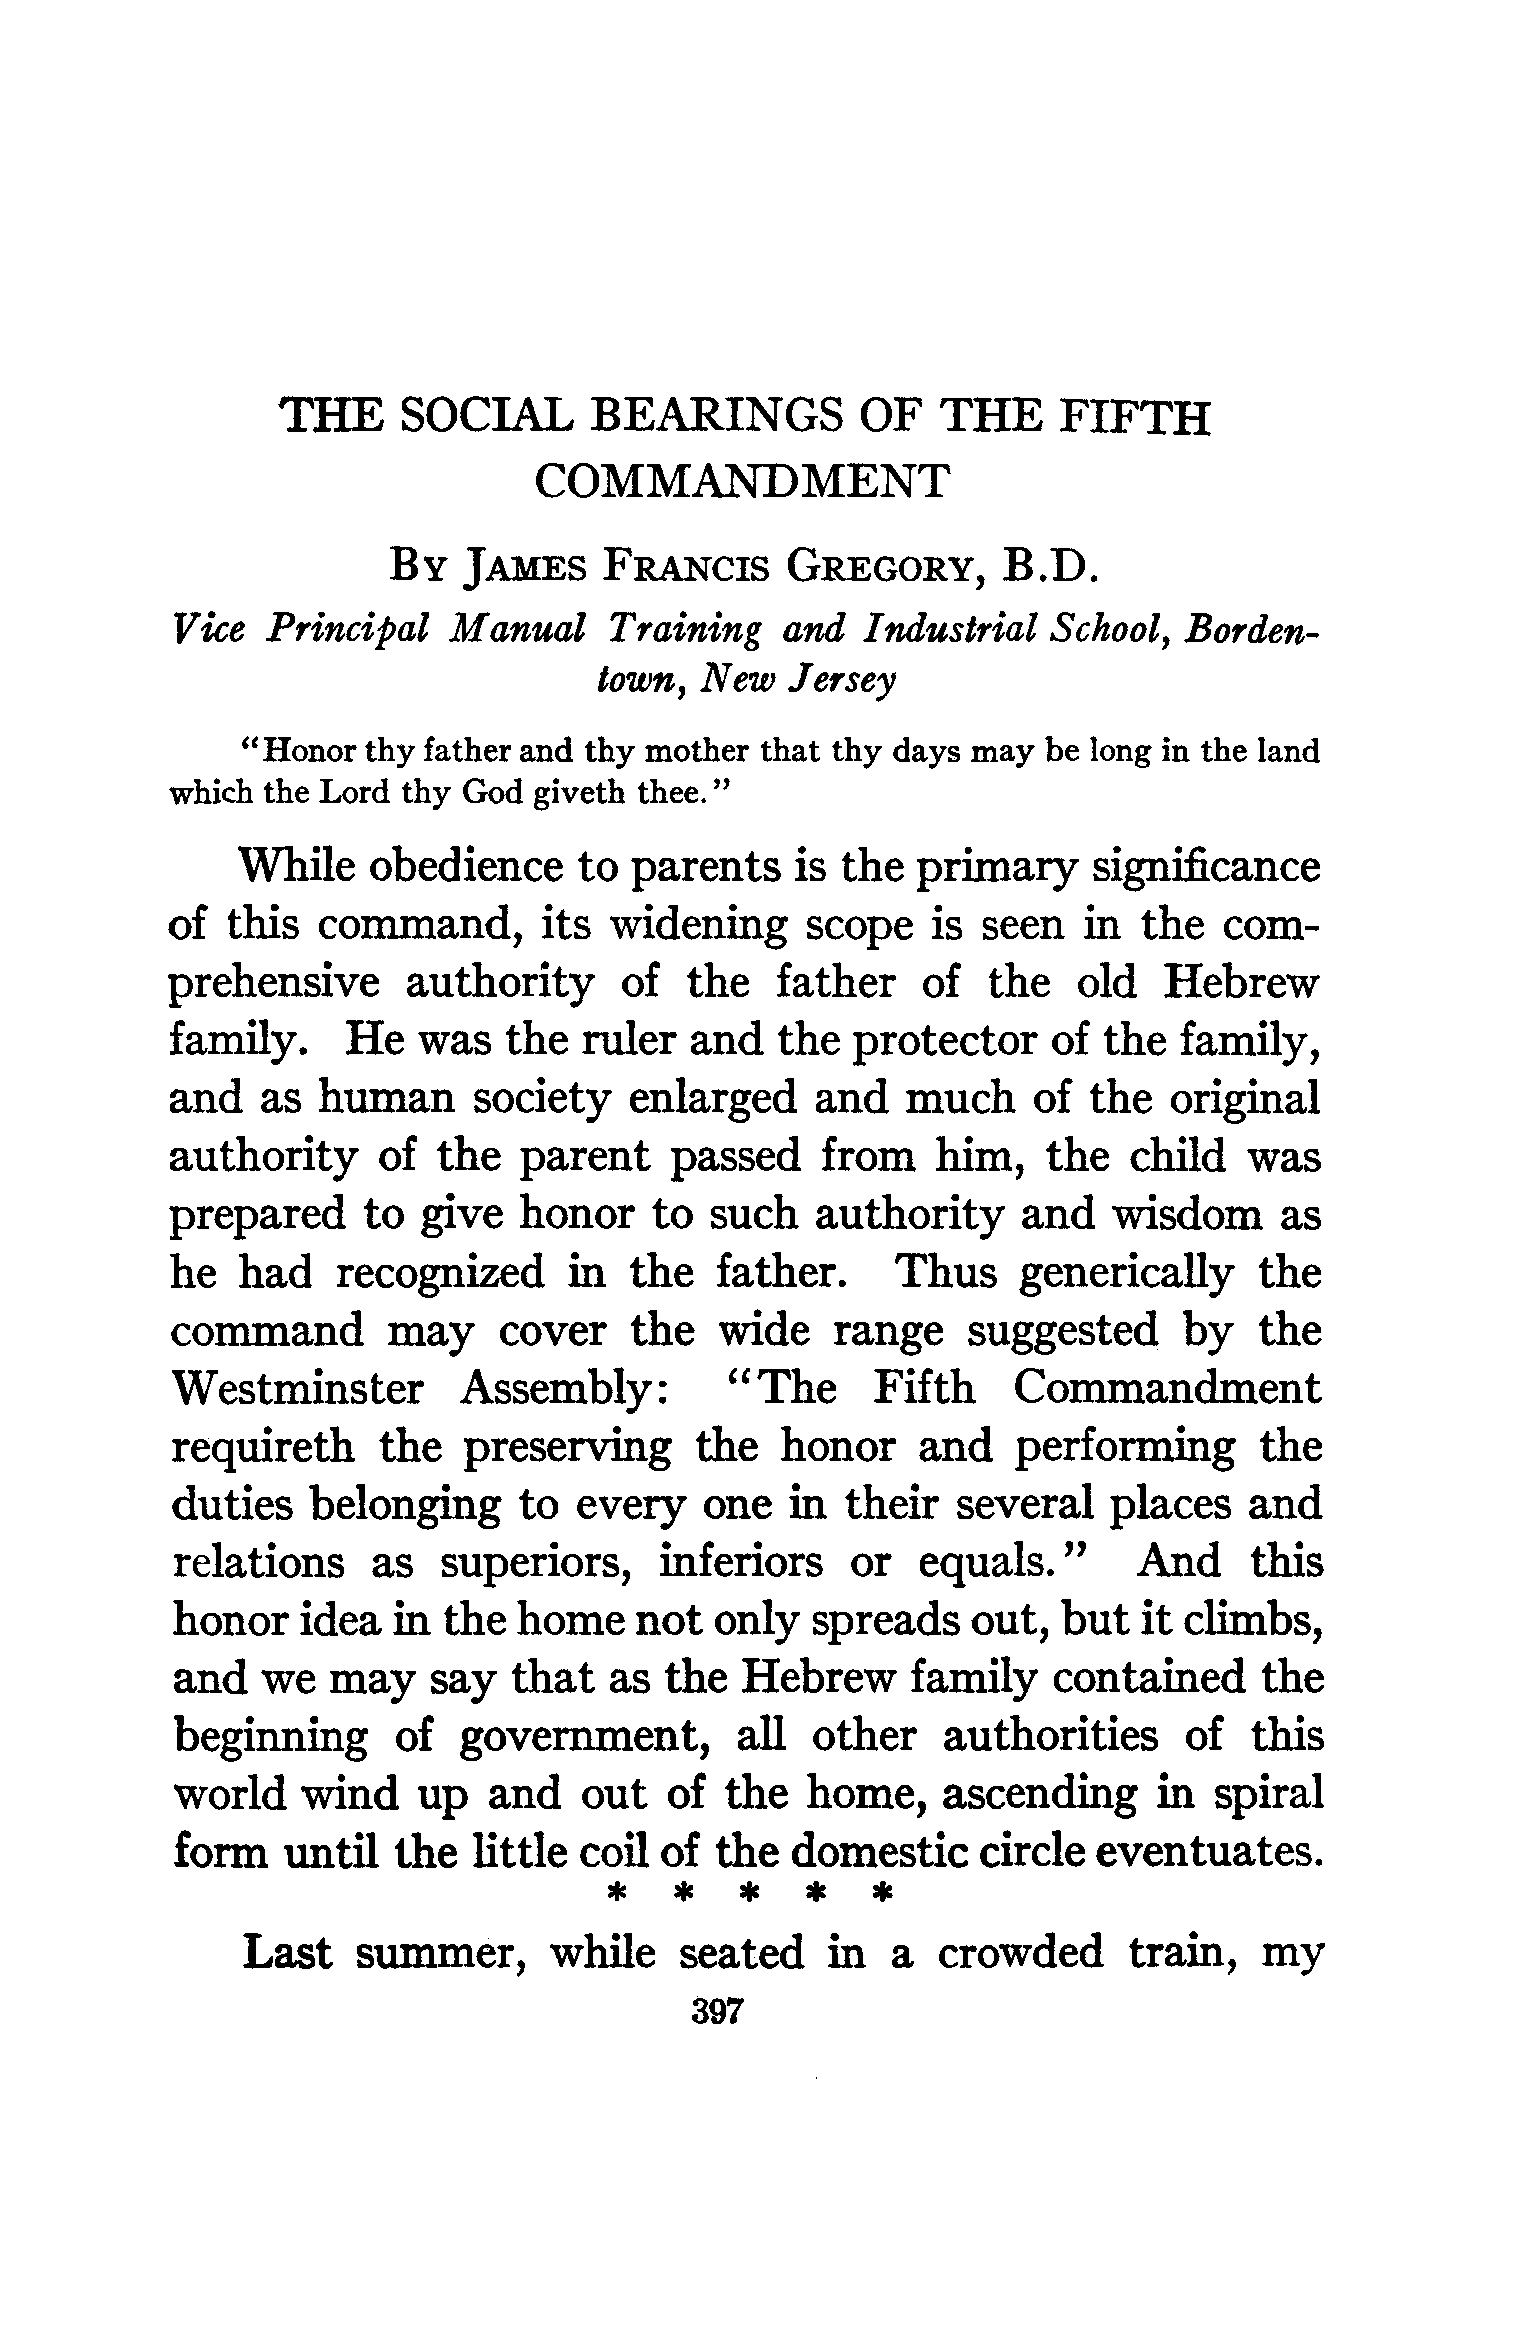 THE SOCIAL BEARINGS OF THE FIFTH
COMMANDMENT
BY JAMES FRANCIS GREGORY, B.D.
Vice Principal Manual Training and Industrial School, Borden-
town, New Jersey
"Honor thy father and thy mother that thy days may be long in the land
which the Lord thy God giveth thee."
While obedience to parents is the primary significance
of this command, its widening scope is seen in the com-
prehensive authority of the father of the old Hebrew
family. He was the ruler and the protector of the family,
and as human society enlarged and much of the original
authority of the parent passed from him, the child was
prepared to give honor to such authority and wisdom as
he had recognized in the father. Thus generically the
command may cover the wide range suggested by the
Westminster Assembly: "The Fifth Commandment
requireth the preserving the honor and performing the
duties belonging to every one in their several places and
relations as superiors, inferiors or equals." And this
honor idea in the home not only spreads out, but it climbs,
and we may say that as the Hebrew family contained the
beginning of government, all other authorities of this
world wind up and out of the home, ascending in spiral
form until the little coil of the domestic circle eventuates.
* * * * *
Last summer, while seated in a crowded train, my
397